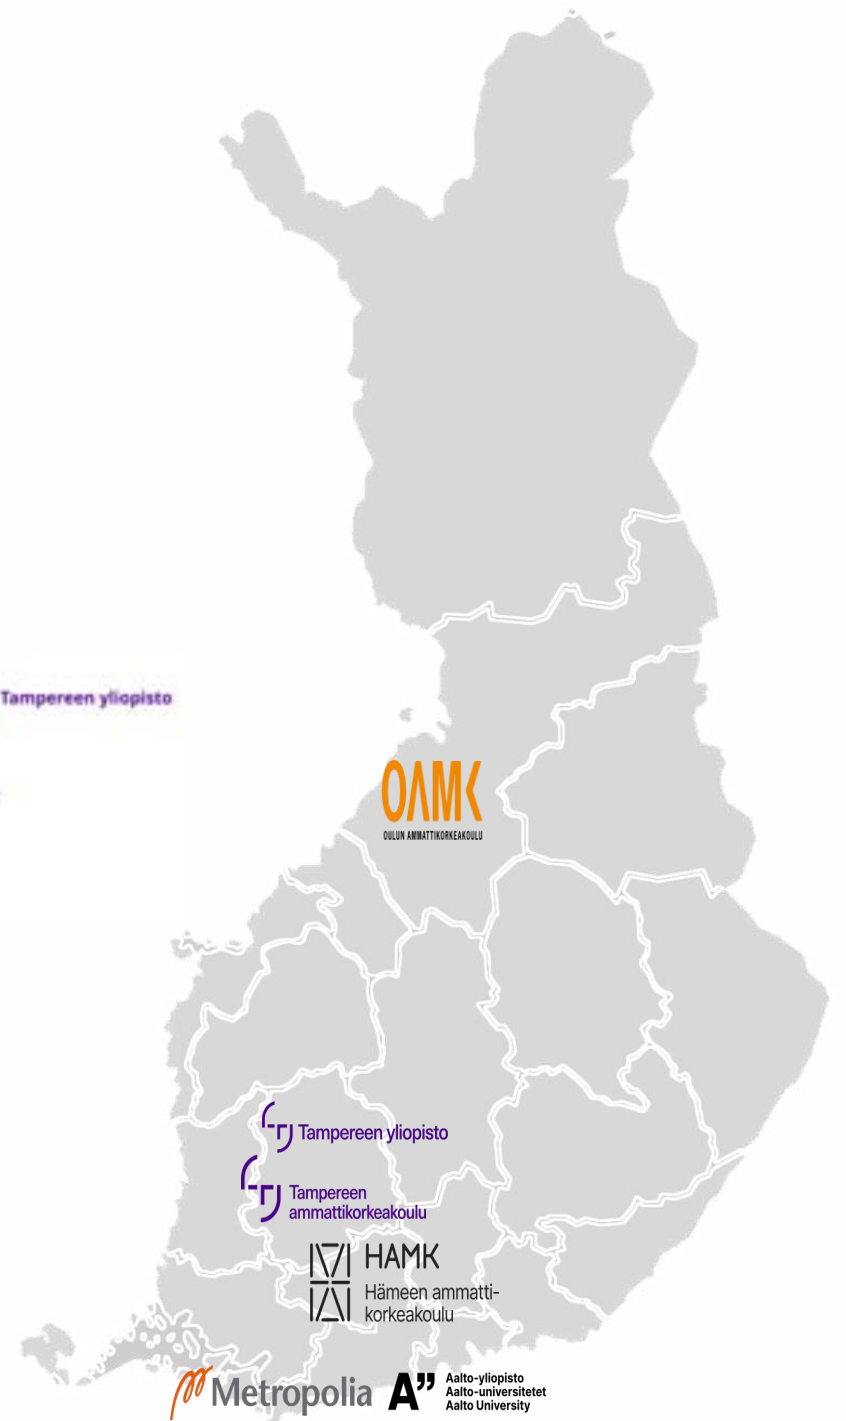 Tampereen yliopisto
OAMK
OULUN AMMATTIKORKEAKOULU
Tampereen yliopisto
Tampereen
ammattikorkeakoulu
HAMK
Hämeen ammatti-
korkeakoulu
Metropolia
A”
Aalto-yliopisto
Aalto-universitetet
Aalto University